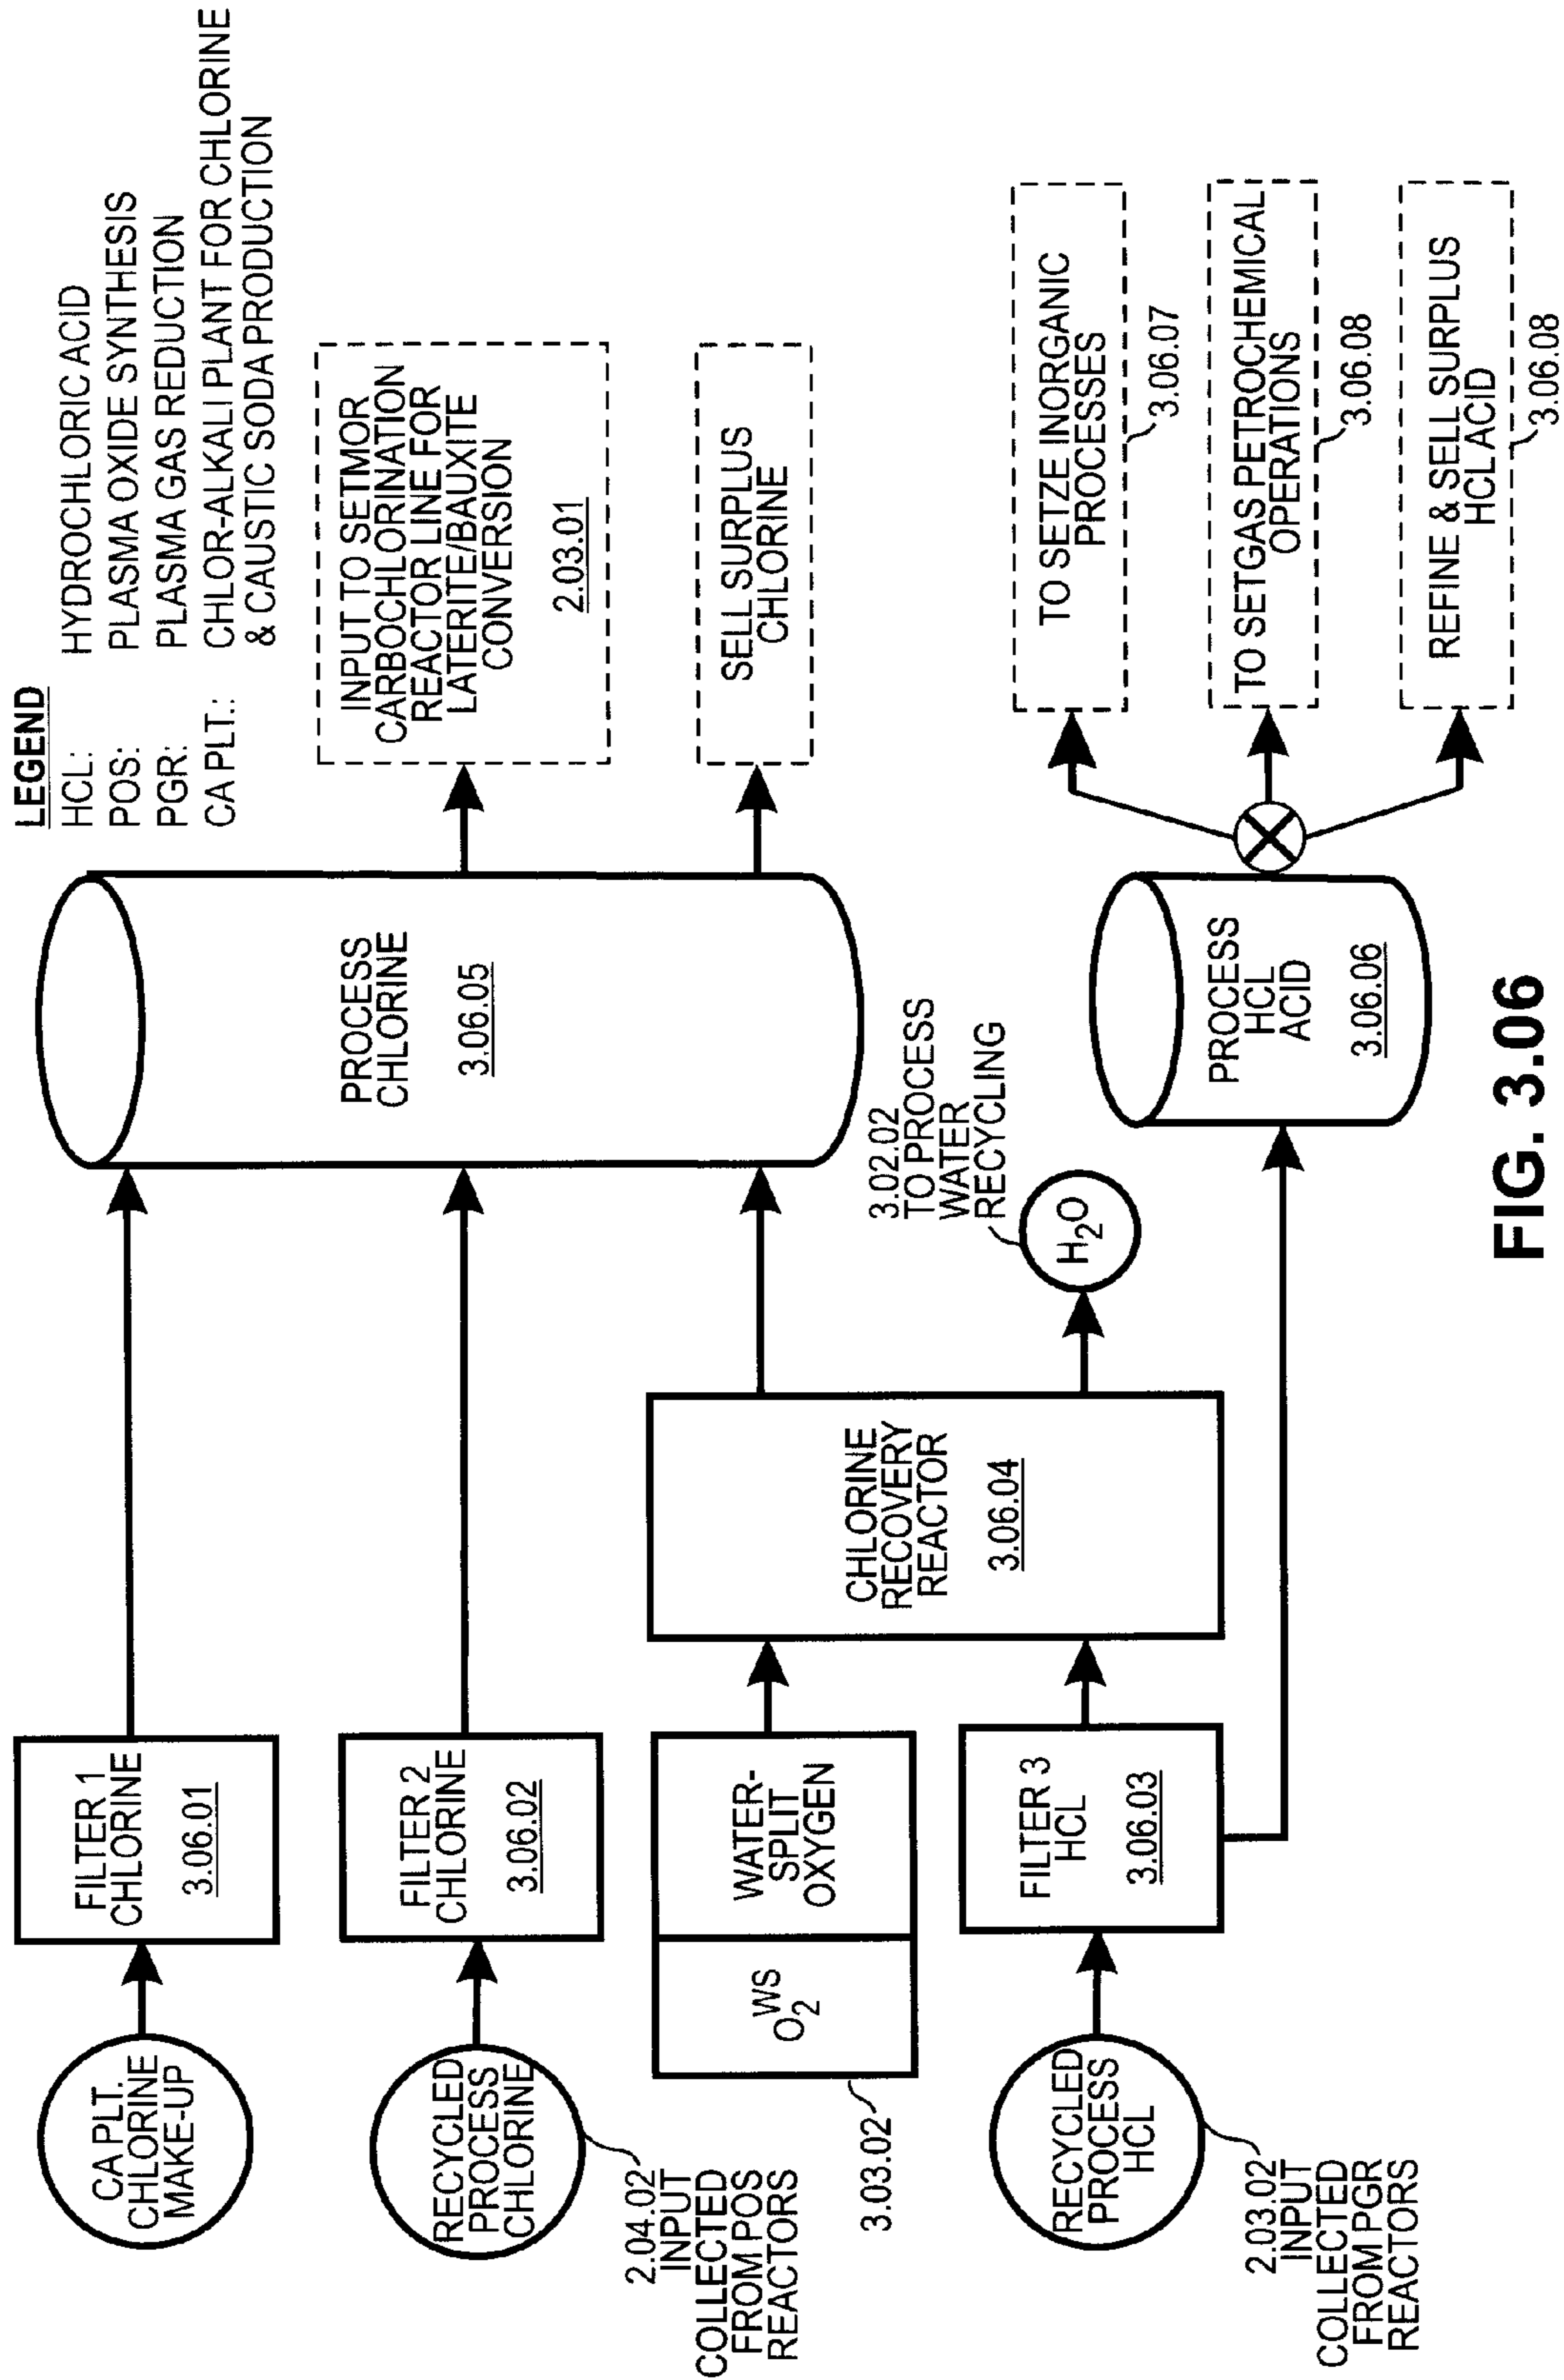 LEGEND
HCL: HYDROCHLORIC ACID
POS: PLASMA OXIDE SYNTHESIS
PGR: PLASMA GAS REDUCTION
CA PLT.: CHLOR-ALKALI PLANT FOR CHLORINE
& CAUSTIC SODA PRODUCTION
CA PLT.
CHLORINE
MAKE-UP
FILTER 1
CHLORINE
3.06.01
RECYCLED
PROCESS
CHLORINE
2.04.02
INPUT
COLLECTED
FROM POS
REACTORS
FILTER 2
CHLORINE
3.06.02
O2 WS
WATER-
SPLIT
OXYGEN
3.03.02
RECYCLED
PROCESS
HCL
2.03.02
INPUT
COLLECTED
FROM PGR
REACTORS
FILTER 3
HCL
3.06.03
CHLORINE
RECOVERY
REACTOR
3.06.04
H2O
3.02.02
TO PROCESS
WATER
RECYCLING
PROCESS
CHLORINE
3.06.05
INPUT TO SETMOR
CARBOCHLORINATION
REACTOR LINE FOR
LATERITE/BAUXITE
CONVERSION
2.03.01
SELL SURPLUS
CHLORINE
PROCESS
HCL
ACID
3.06.06
TO SETZE INORGANIC
PROCESSES
3.06.07
TO SETGAS PETROCHEMICAL
OPERATIONS
3.06.08
REFINE & SELL SURPLUS
HCL ACID
3.06.08
FIG. 3.06